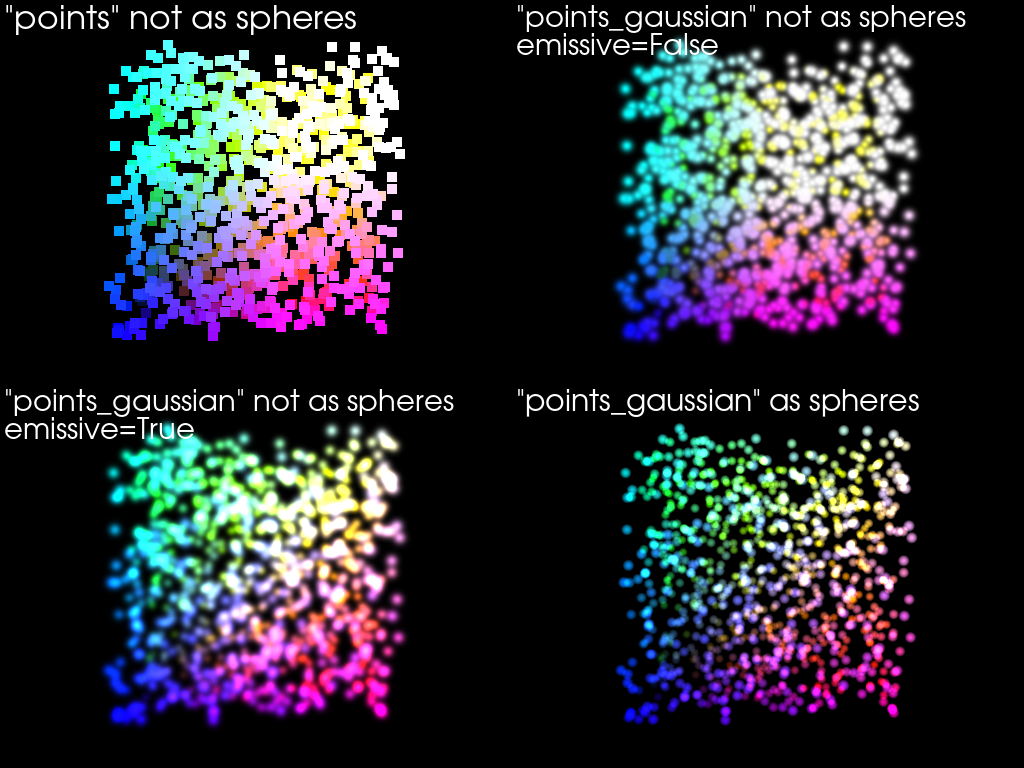 "points" not as spheres
"points_gaussian" not as spheres
emissive=False
"points_gaussian" not as spheres
emissive=True
"points_gaussian" as spheres